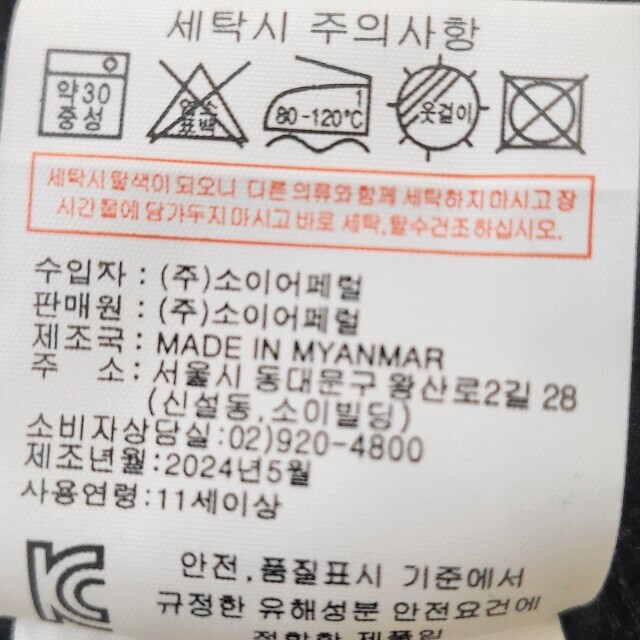 세탁시 주의사항
약30 중성
염소 표백
1
80-120℃
옷걸이
세탁시 탈색이 되오니 다른 의류와 함께 세탁하지 마시고 장
시간 물에 담가두지 마시고 바로 세탁, 탈수건조 하십시오.
수입자 : (주)소이어페럴
판매원 : (주)소이어페럴
제조국 : MADE IN MYANMAR
주 소 : 서울시 동대문구 왕산로2길 28
(신설동,소이빌딩)
소비자상담실:02)920-4800
제조년월:2024년5월
사용연령:11세이상
KC
안전,품질표시 기준에서
규정한 유해성분 안전요건에
적합한 제품임